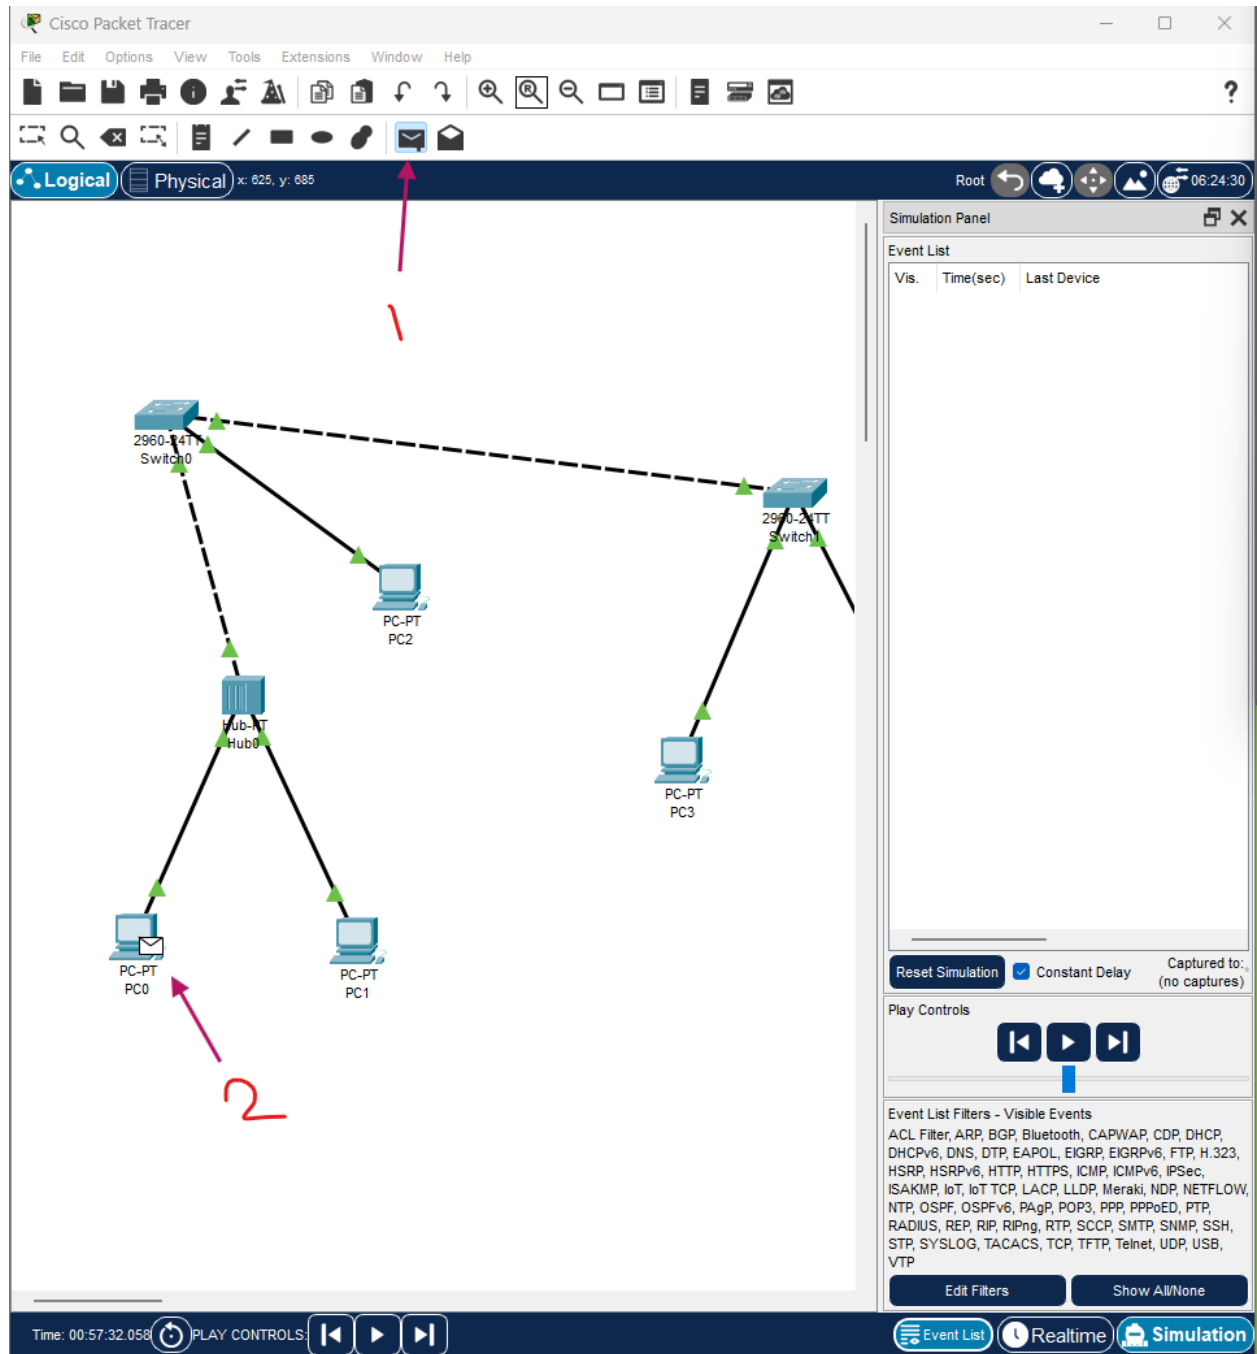 Cisco Packet Tracer
File Edit Options View Tools Extensions Window Help
?
Logical Physical x: 625, y: 685 Root 06:24:30
Simulation Panel
Event List
Vis. Time(sec) Last Device
1
2960-24TT
Switch0
2960-24TT
Switch1
PC-PT
PC2
Hub-PT
Hub0
PC-PT
PC3
PC-PT
PC0
PC-PT
PC1
2
Reset Simulation Constant Delay Captured to:
(no captures)
Play Controls
Event List Filters - Visible Events
ACL Filter, ARP, BGP, Bluetooth, CAPWAP, CDP, DHCP,
DHCPv6, DNS, DTP, EAPOL, EIGRP, EIGRPv6, FTP, H.323,
HSRP, HSRPv6, HTTP, HTTPS, ICMP, ICMPv6, IPSec,
ISAKMP, IoT, IoT TCP, LACP, LLDP, Meraki, NDP, NETFLOW,
NTP, OSPF, OSPFv6, PAgP, POP3, PPP, PPPoED, PTP,
RADIUS, REP, RIP, RIPng, RTP, SCCP, SMTP, SNMP, SSH,
STP, SYSLOG, TACACS, TCP, TFTP, Telnet, UDP, USB,
VTP
Edit Filters Show All/None
Time: 00:57:32.058 PLAY CONTROLS: Event List Realtime Simulation